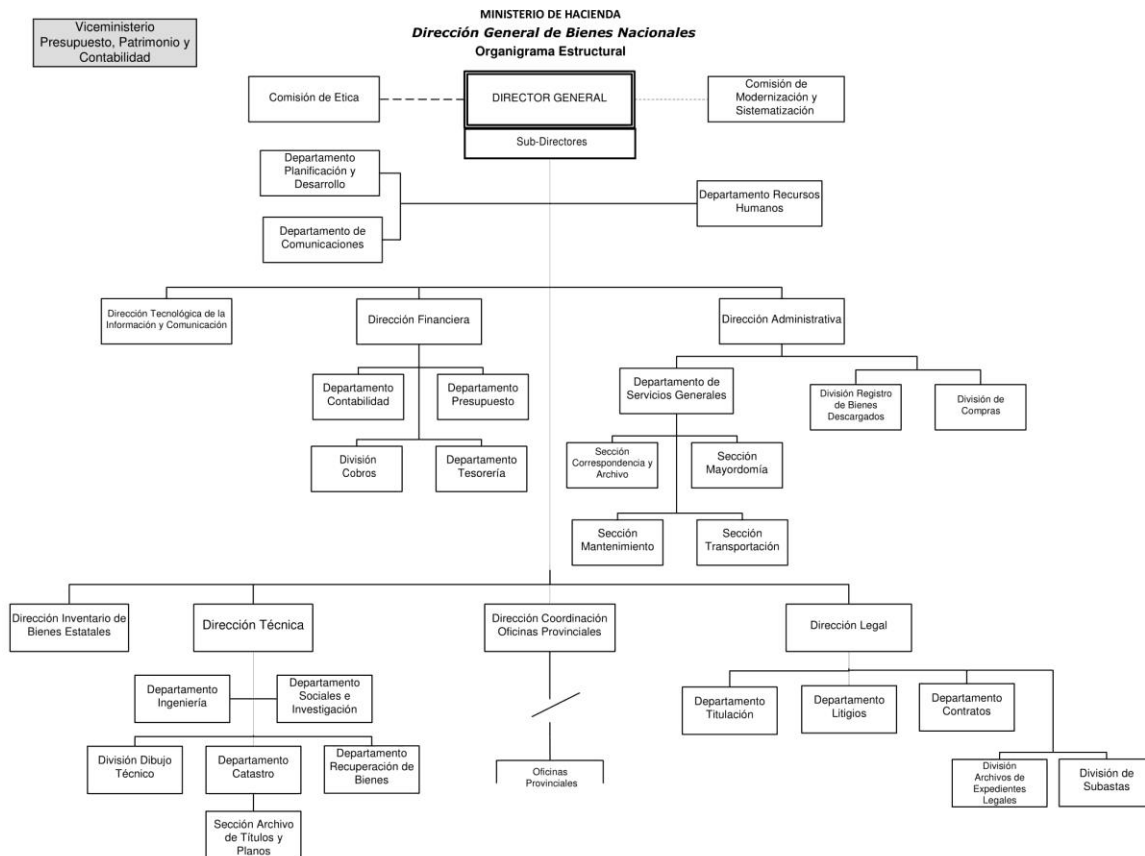 Viceministerio
Presupuesto, Patrimonio y
Contabilidad
MINISTERIO DE HACIENDA
Dirección General de Bienes Nacionales
Organigrama Estructural
Comisión de Etica
DIRECTOR GENERAL
Comisión de
Modernización y
Sistematización
Sub-Directores
Departamento
Planificación y
Desarrollo
Departamento Recursos
Humanos
Departamento de
Comunicaciones
Dirección Tecnológica de la
Información y Comunicación
Dirección Financiera
Dirección Administrativa
Departamento
Contabilidad
Departamento
Presupuesto
Departamento de
Servicios Generales
División Registro
de Bienes
Descargados
División de
Compras
División
Cobros
Departamento
Tesorería
Sección
Correspondencia y
Archivo
Sección
Mayordomía
Sección
Mantenimiento
Sección
Transportación
Dirección Inventario de
Bienes Estatales
Dirección Técnica
Dirección Coordinación
Oficinas Provinciales
Dirección Legal
Departamento
Ingeniería
Departamento
Sociales e
Investigación
Departamento
Titulación
Departamento
Litigios
Departamento
Contratos
División Dibujo
Técnico
Departamento
Catastro
Departamento
Recuperación de
Bienes
Oficinas
Provinciales
División
Archivos de
Expedientes
Legales
División de
Subastas
Sección Archivo
de Títulos y
Planos